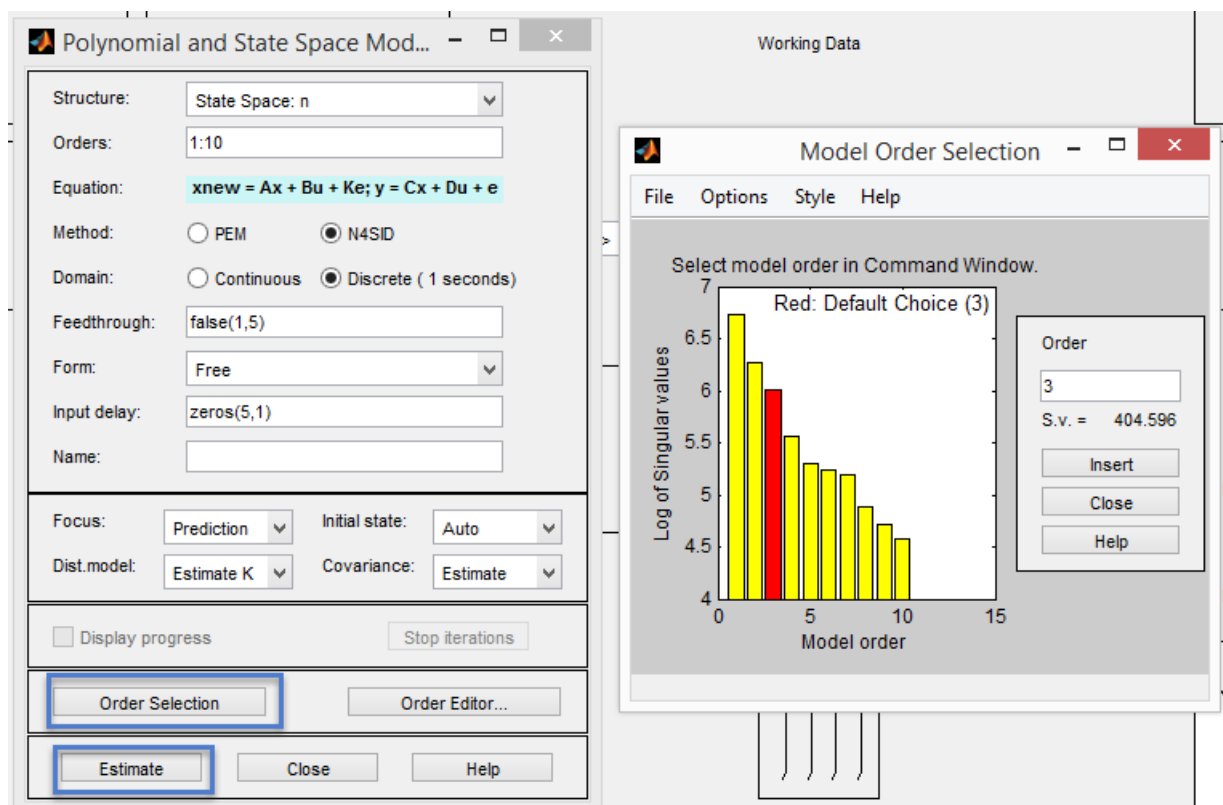 Polynomial and State Space Mod...
Structure: State Space: n
Orders: 1:10
Equation: xnew = Ax + Bu + Ke; y = Cx + Du + e
Method: PEM N4SID
Domain: Continuous Discrete ( 1 seconds)
Feedthrough: false(1,5)
Form: Free
Input delay: zeros(5,1)
Name:
Focus: Prediction Initial state: Auto
Dist.model: Estimate K Covariance: Estimate
Display progress Stop iterations
Order Selection Order Editor...
Estimate Close Help
Working Data
>
Model Order Selection
File Options Style Help
Select model order in Command Window.
Red: Default Choice (3)
7
6.5
6
5.5
5
4.5
4
Log of Singular values
0 5 10 15
Model order
Order
3
S.v. = 404.596
Insert
Close
Help